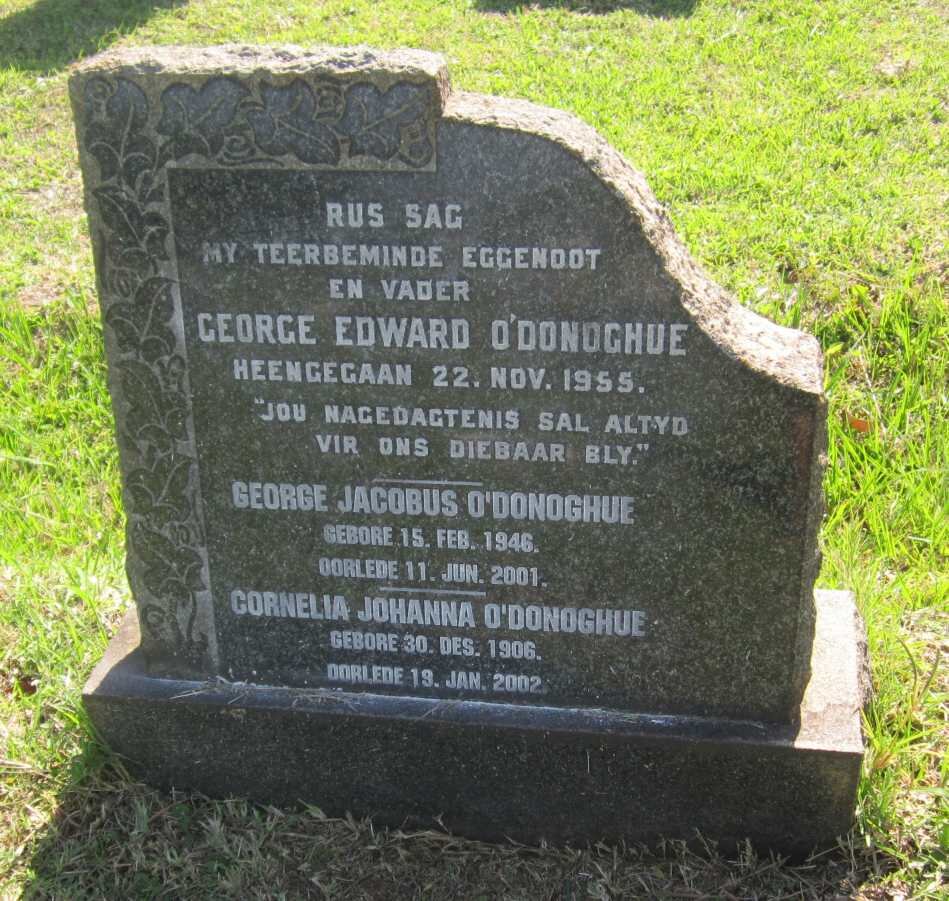 RUS SAG
MY TEERBEMINDE EGGENOOT
EN VADER
GEORGE EDWARD O'DONOGHUE
HEENGEGAAN 22. NOV. 1955.
"JOU NAGEDAGTENIS SAL ALTYD
VIR ONS DIEBAAR BLY."
GEORGE JACOBUS O'DONOGHUE
GEBORE 15. FEB. 1946.
OORLEDE 11. JUN. 2001.
CORNELIA JOHANNA O'DONOGHUE
GEBORE 30. DES. 1906.
OORLEDE 19. JAN. 2002.